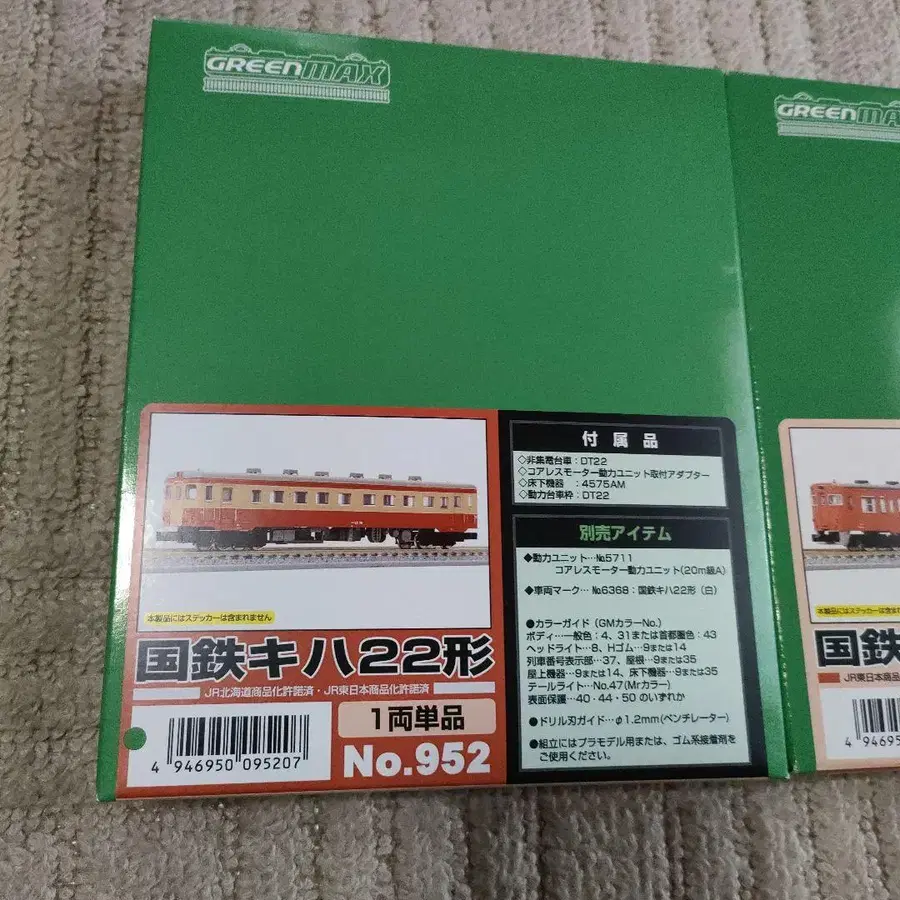 GREENMAX
本製品にはステッカーは含まれません
国鉄キハ22形
JR北海道商品化許諾済・JR東日本商品化許諾済
1両単品
No.952
4 946950 095207
付属品
◇非集電台車：DT22
◇コアレスモーター動力ユニット取付アダプター
◇床下機器 ：4575AM
◇動力台車枠：DT22
別売アイテム
◆動力ユニット…No.5711
コアレスモーター動力ユニット(20m級A)
◆車両マーク… No.6368：国鉄キハ22形（白）
●カラーガイド（GMカラーNo.）
ボディ…一般色：4、31または首都圏色：43
ヘッドライト…8、Hゴム…9または14
列車番号表示部…37、屋根…9または35
屋上機器…9または14、床下機器…9または35
テールライト…No.47(Mrカラー)
表面保護…40・44・50のいずれか
●ドリル刃ガイド…φ1.2mm(ベンチレーター)
●組立にはプラモデル用または、ゴム系接着剤を
ご使用ください。
GREENMA
本製品にはステッカーは含まれ
国鉄
JR東日本商品化許
4 94695